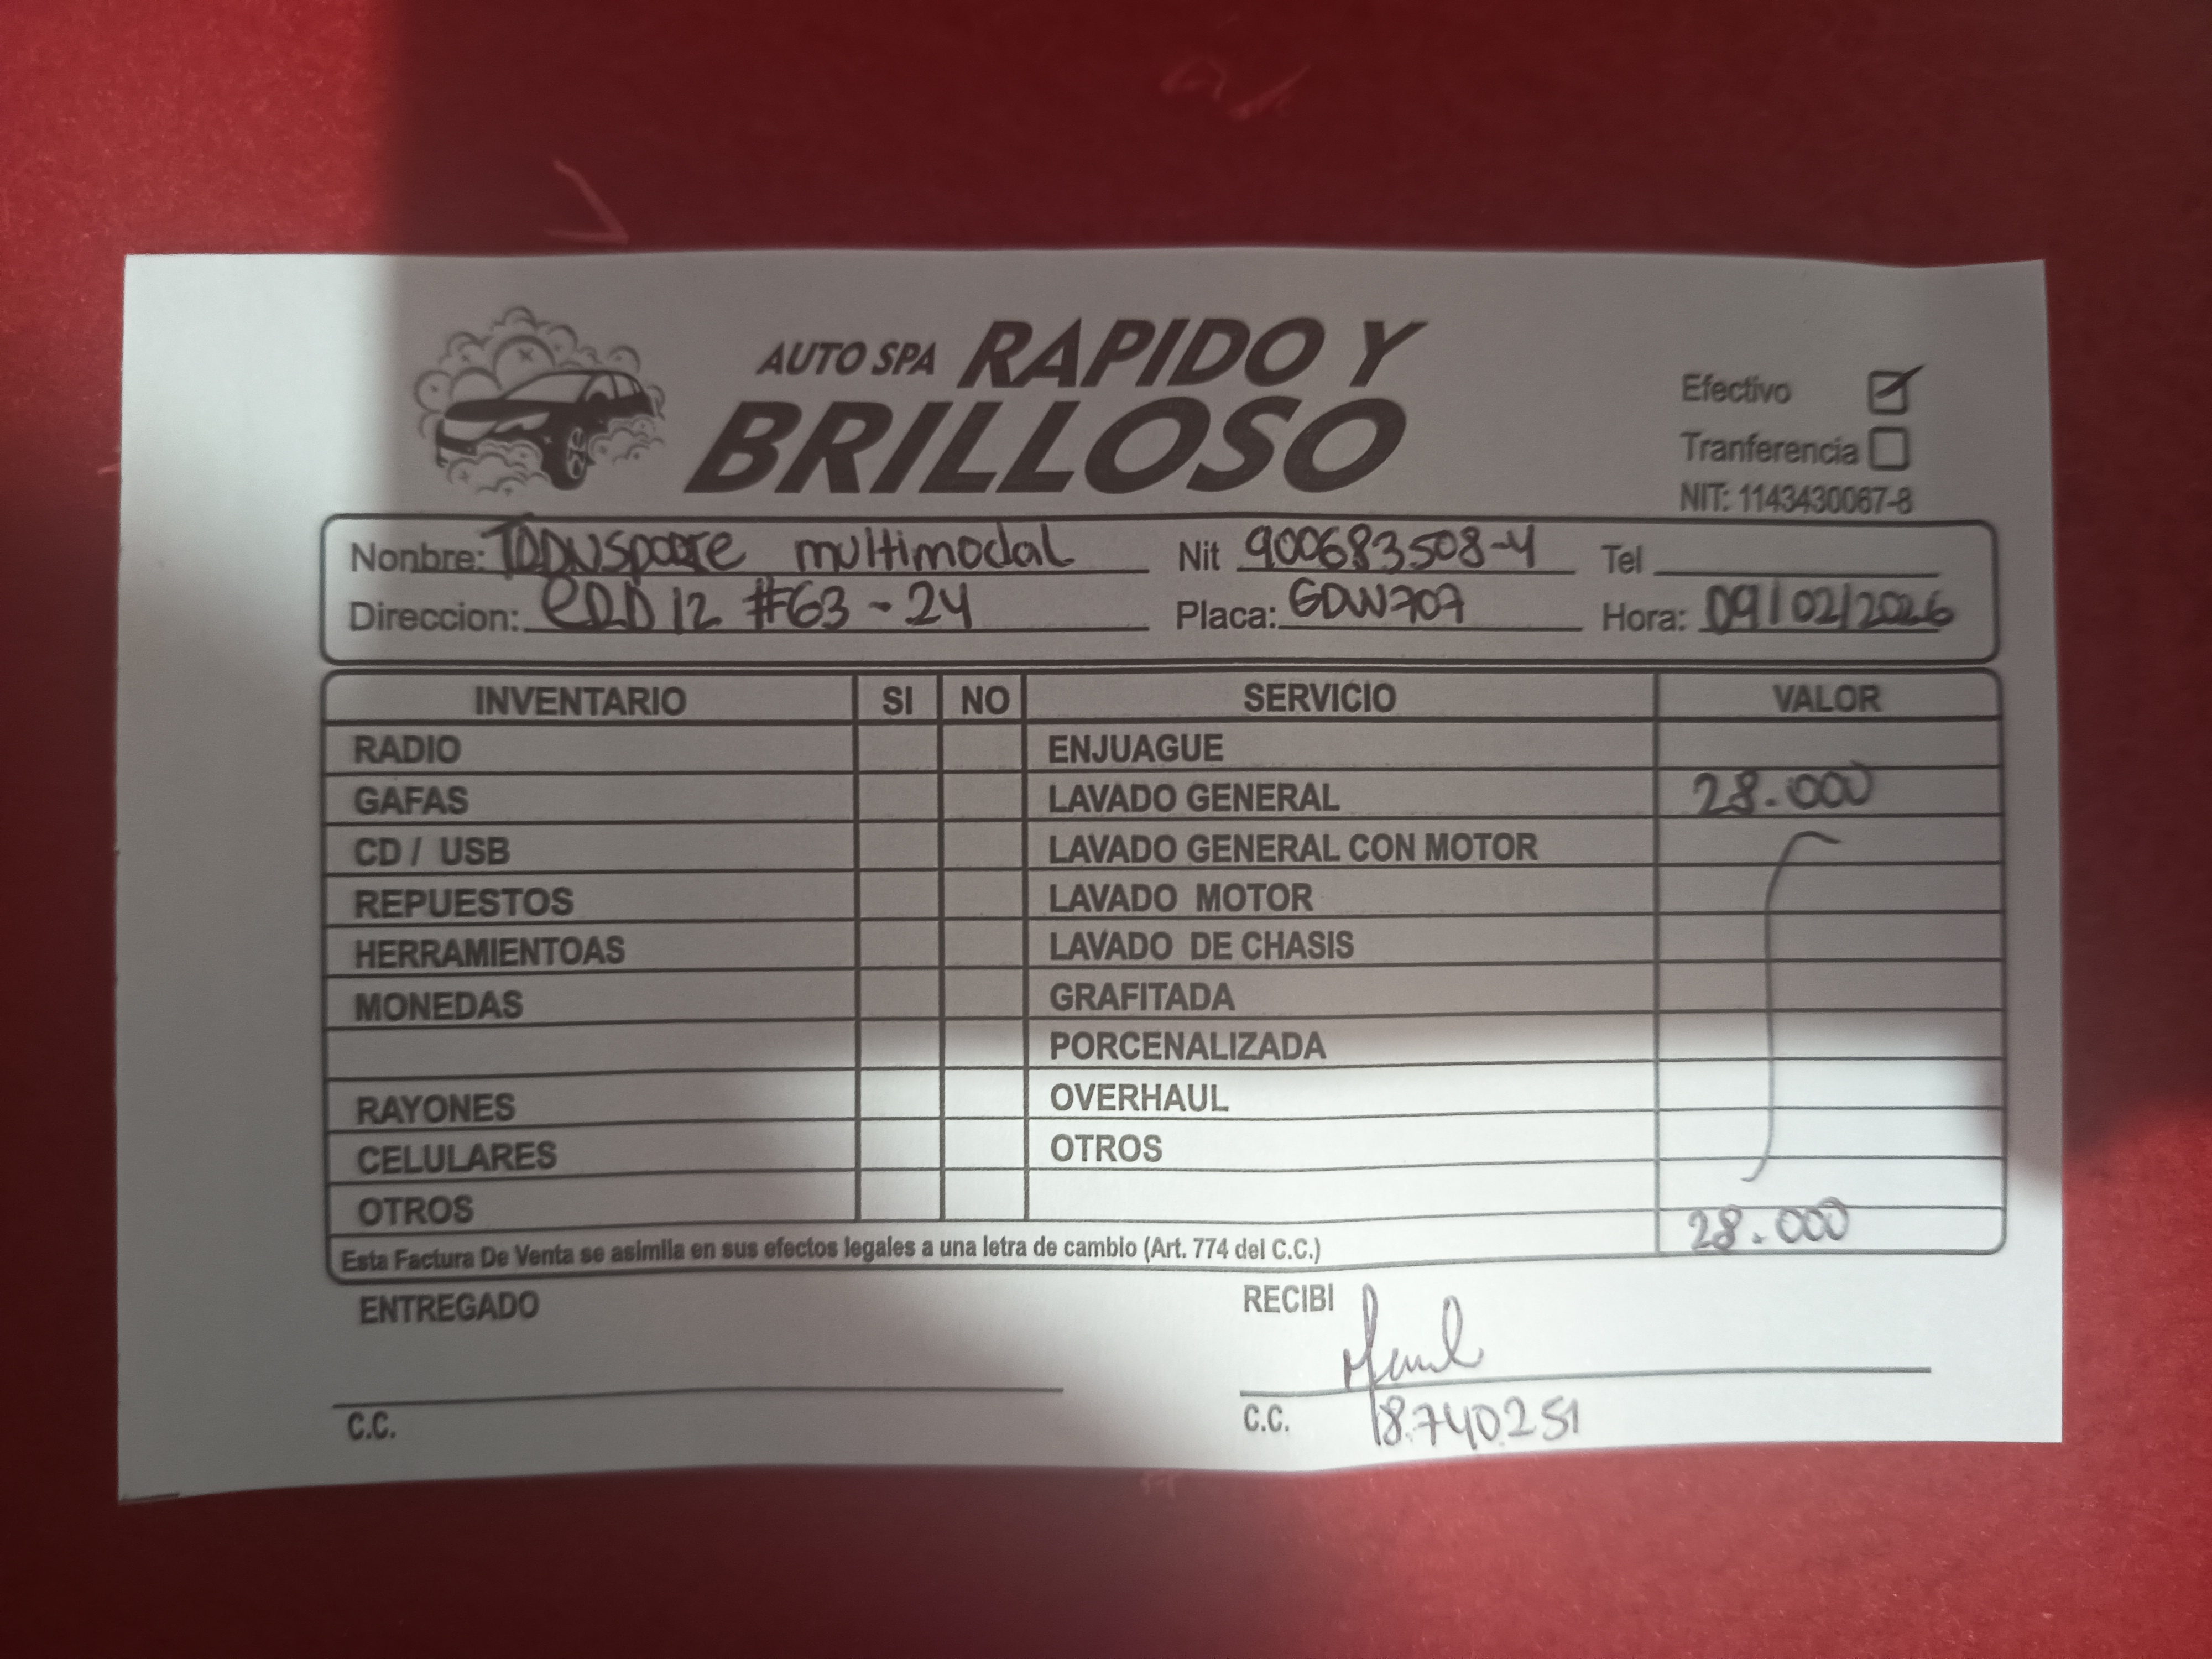 AUTO SPA RAPIDO Y
BRILLOSO
Efectivo
Tranferencia
NIT: 1143430067-8
Nonbre: multimodal Nit 900683508-4 Tel
Direccion: 12 #63-24 Placa: GDW707 Hora: 09/02/2026
INVENTARIO SI NO SERVICIO VALOR
RADIO ENJUAGUE
GAFAS LAVADO GENERAL 28.000
CD / USB LAVADO GENERAL CON MOTOR
REPUESTOS LAVADO MOTOR
HERRAMIENTOAS LAVADO DE CHASIS
MONEDAS GRAFITADA
PORCENALIZADA
RAYONES OVERHAUL
CELULARES OTROS
OTROS
28.000
Esta Factura De Venta se asimila en sus efectos legales a una letra de cambio (Art. 774 del C.C.)
ENTREGADO RECIBI
C.C. C.C. 18.740.251